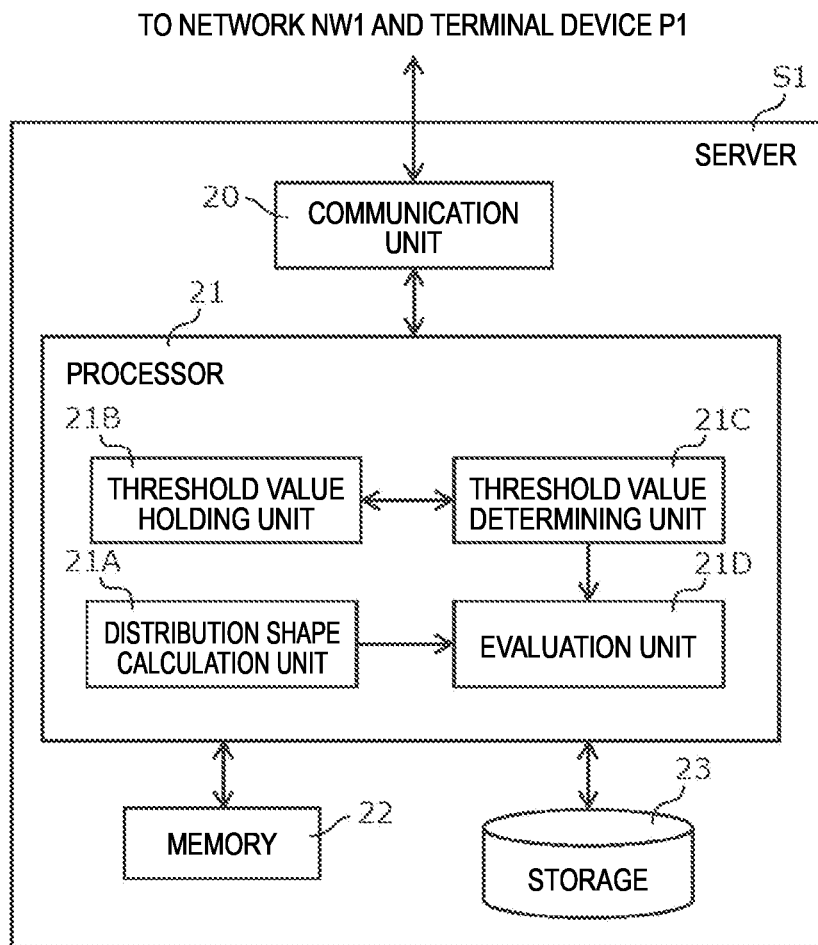 TO NETWORK NW1 AND TERMINAL DEVICE P1
S1
SERVER
20
COMMUNICATION
UNIT
21
PROCESSOR
21B
21C
THRESHOLD VALUE
HOLDING UNIT
THRESHOLD VALUE
DETERMINING UNIT
21A
21D
DISTRIBUTION SHAPE
CALCULATION UNIT
EVALUATION UNIT
22
MEMORY
23
STORAGE